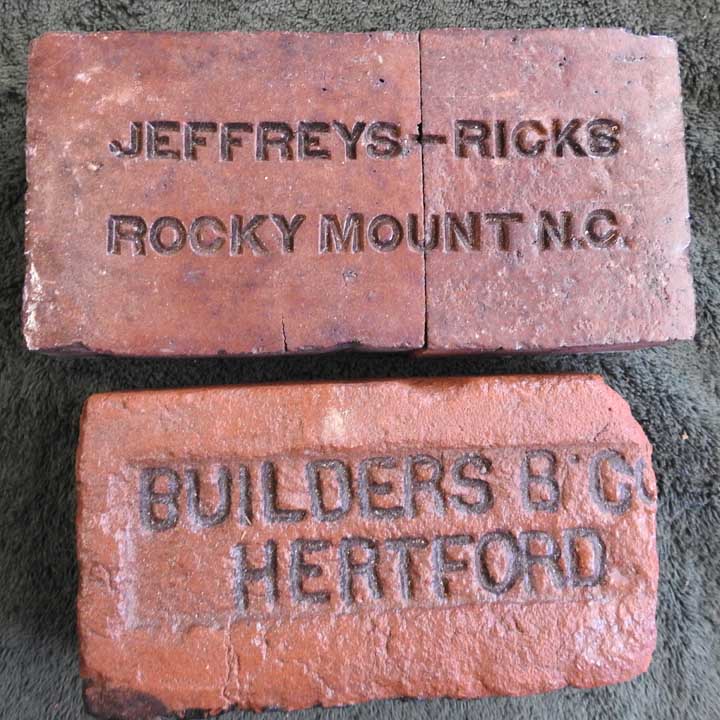 JEFFREYS-RICKS
ROCKY MOUNT N.C.
BUILDERS B. Co
HERTFORD